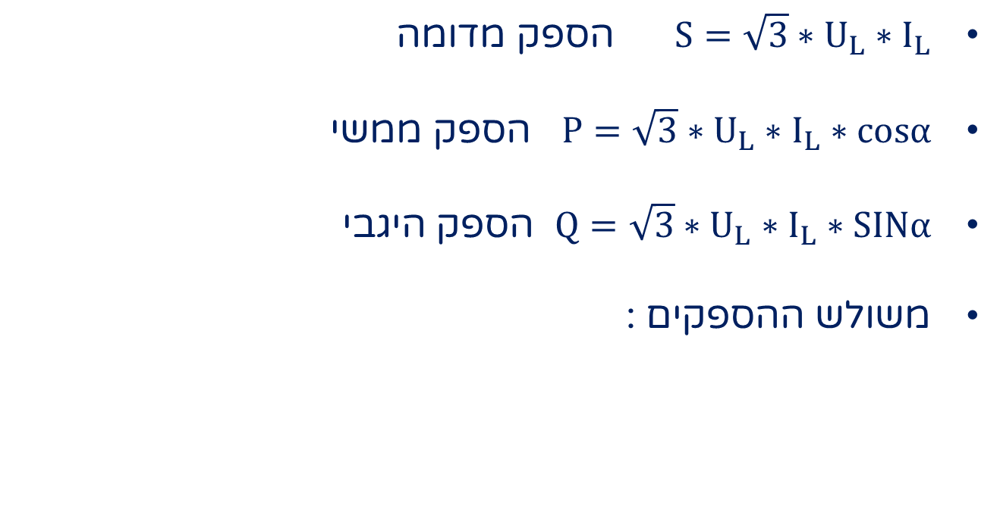 • S = √3 * U_L * I_L הספק מדומה
• P = √3 * U_L * I_L * cosα הספק ממשי
• Q = √3 * U_L * I_L * SINα הספק היגבי
• משולש ההספקים :